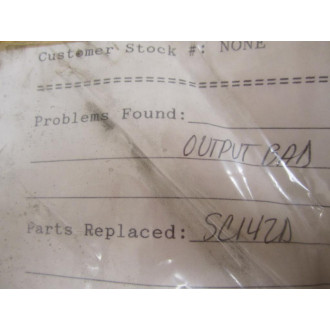 Customer Stock #: NONE
================================
Problems Found:
OUTPUT BAD
Parts Replaced: SC142D